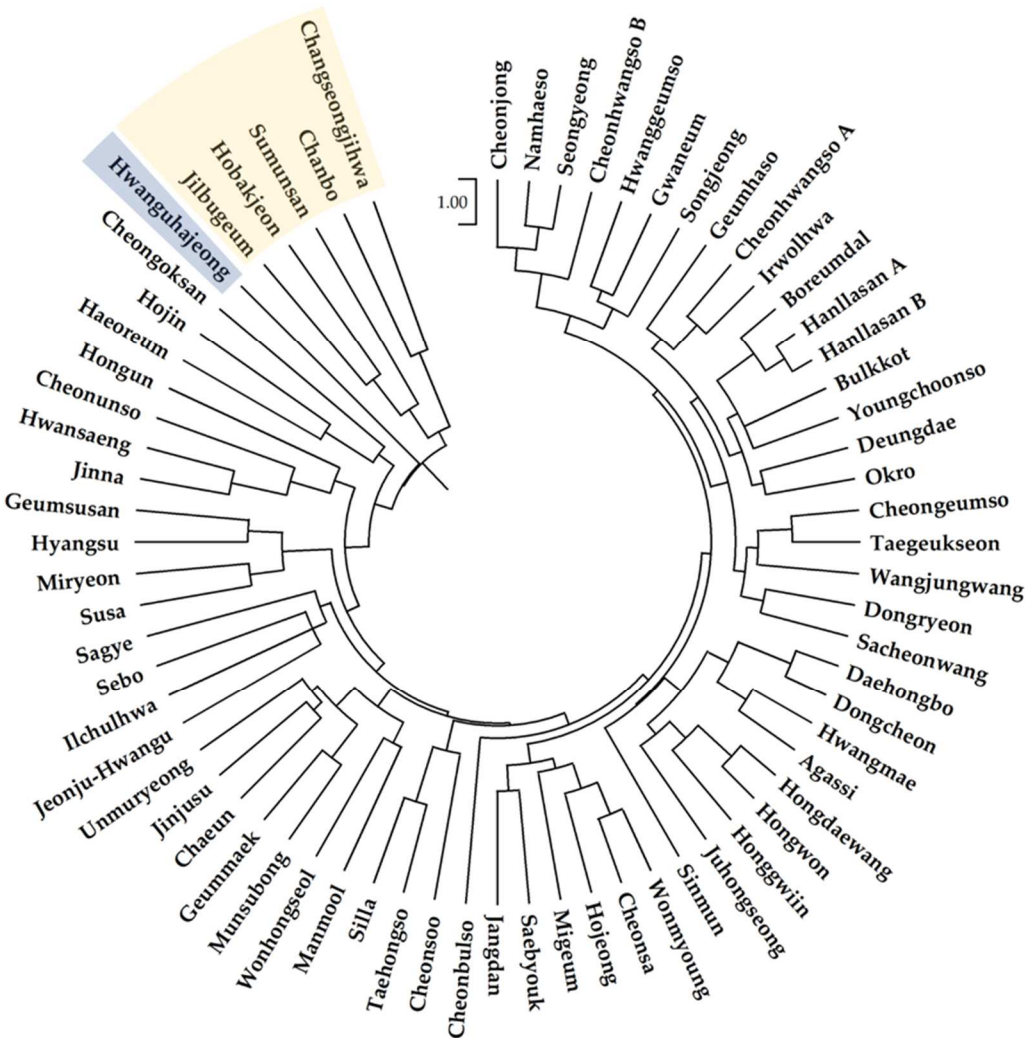 Changseongjihwa
Chanbo
Sumunsan
Hobakjeon
Jilbugeum
Hwanguhajeong
Cheongoksan
Hojin
Haeoreum
Hongun
Cheonunso
Hwansaeng
Jinna
Geumsusan
Hyangsu
Miryeon
Susa
Sagye
Sebo
Ilchulhwa
Jeonju-Hwangu
Unmuryeong
Jinjusu
Chaeun
Geummaek
Munsubong
Wonhongseol
Manmool
Silla
Taehongso
Cheonsoo
Cheonbulso
Jangdan
Saebyouk
Migeum
Hojeong
Cheonsa
Wonmyoung
Sinmun
Juhongseong
Honggwiin
Hongwon
Hongdaewang
Agassi
Hwangmae
Dongcheon
Daehongbo
Sacheonwang
Dongryeon
Wangjungwang
Taegeukseon
Cheongeumso
Okro
Deungdae
Youngchoonso
Bulkkot
Hanllasan B
Hanllasan A
Boreumdal
Irwolhwa
Cheonhwangso A
Geumhaso
Songjeong
Gwaneum
Hwanggeumso
Cheonhwangso B
Seongyeong
Namhaeso
Cheonjong
1.00